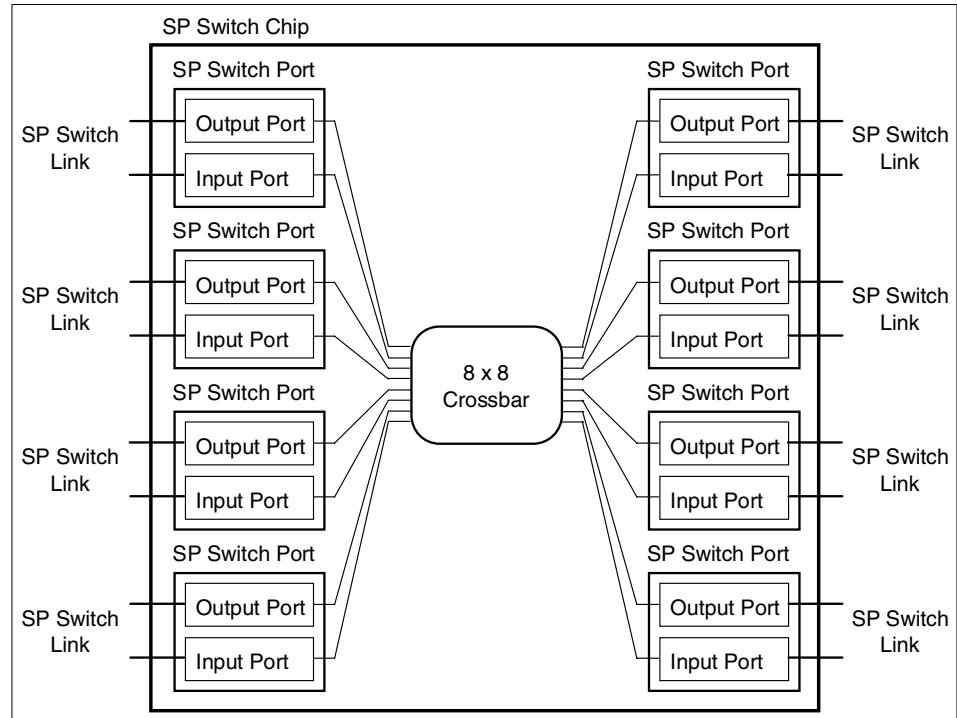 SP Switch Chip
SP Switch Port
SP Switch Port
Output Port
Output Port
SP Switch
Link
SP Switch
Link
Input Port
Input Port
SP Switch Port
SP Switch Port
Output Port
Output Port
SP Switch
Link
SP Switch
Link
Input Port
Input Port
8 x 8
Crossbar
SP Switch Port
SP Switch Port
Output Port
Output Port
SP Switch
Link
SP Switch
Link
Input Port
Input Port
SP Switch Port
SP Switch Port
Output Port
Output Port
SP Switch
Link
SP Switch
Link
Input Port
Input Port